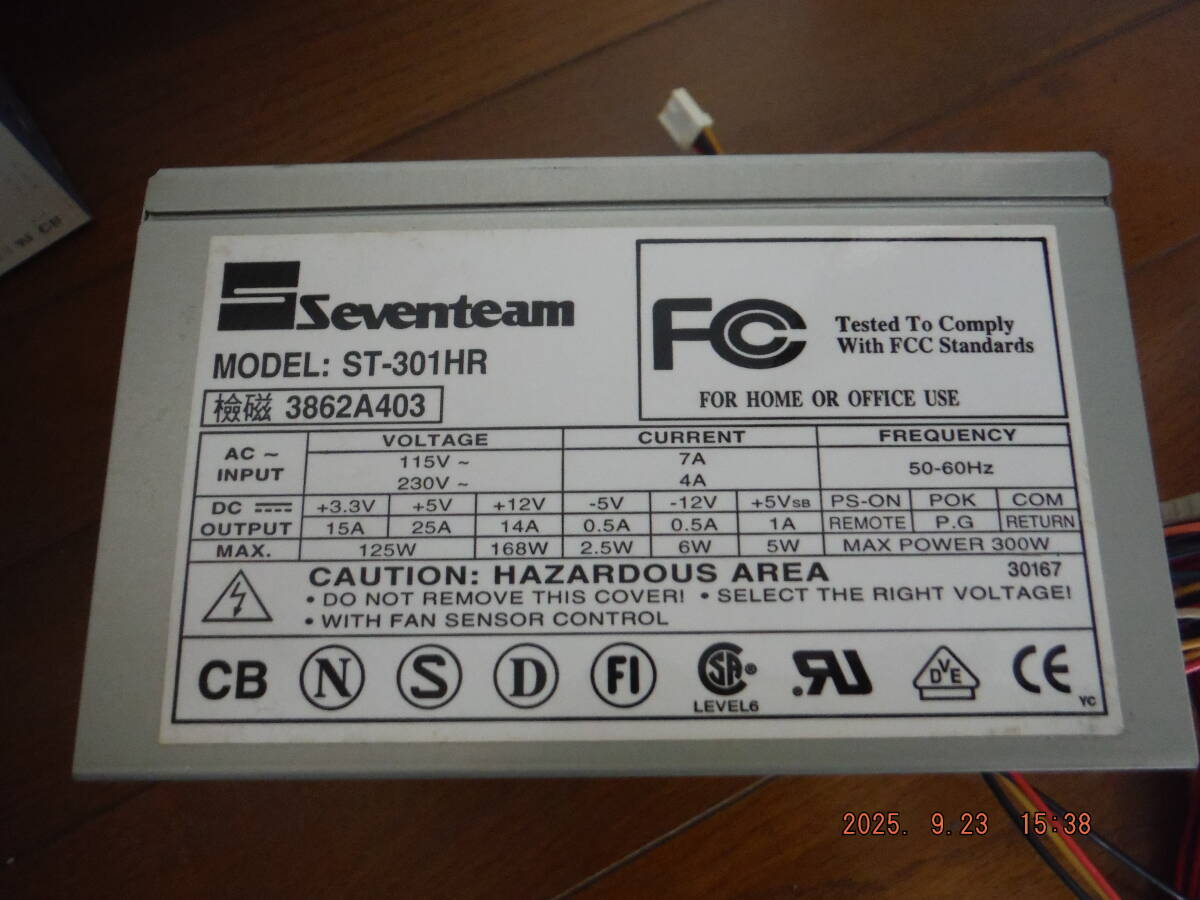 Seventeam
MODEL: ST-301HR
檢磁 3862A403
FC
Tested To Comply
With FCC Standards
FOR HOME OR OFFICE USE
AC ~ INPUT VOLTAGE CURRENT FREQUENCY
115V ~ 7A 50-60Hz
230V ~ 4A
DC OUTPUT +3.3V +5V +12V -5V -12V +5VSB PS-ON POK COM
15A 25A 14A 0.5A 0.5A 1A REMOTE P.G RETURN
MAX. 125W 168W 2.5W 6W 5W MAX POWER 300W
CAUTION: HAZARDOUS AREA 30167
• DO NOT REMOVE THIS COVER! • SELECT THE RIGHT VOLTAGE!
• WITH FAN SENSOR CONTROL
CB N S D FI SA® RU DVE CE
LEVEL6 YC
2025. 9.23 15:38